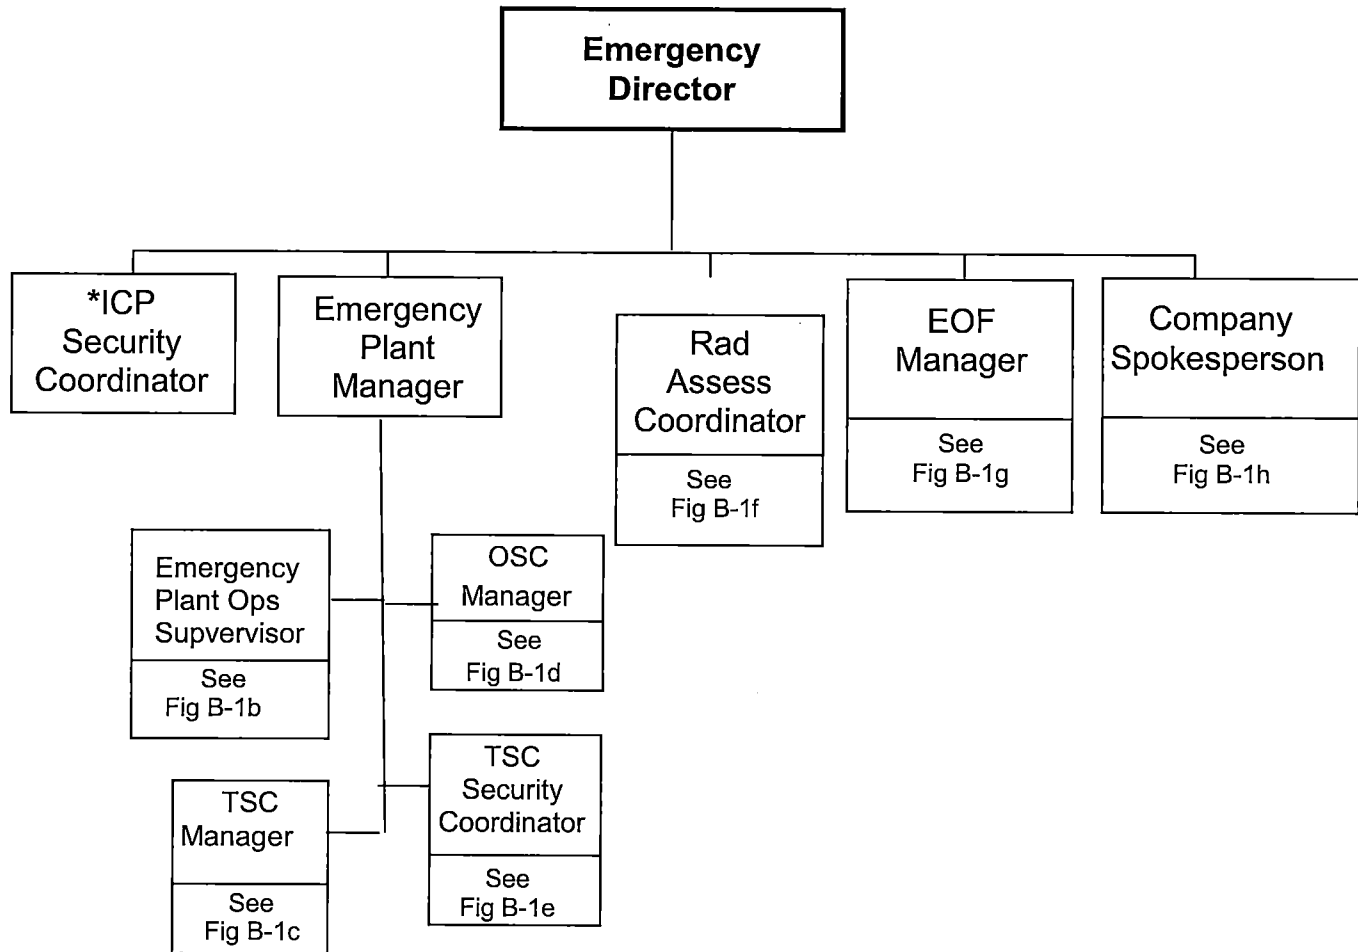 Emergency
Director
*ICP
Security
Coordinator
Emergency
Plant
Manager
Rad
Assess
Coordinator
See
Fig B-1f
EOF
Manager
See
Fig B-1g
Company
Spokesperson
See
Fig B-1h
Emergency
Plant Ops
Supvervisor
See
Fig B-1b
OSC
Manager
See
Fig B-1d
TSC
Manager
See
Fig B-1c
TSC
Security
Coordinator
See
Fig B-1e